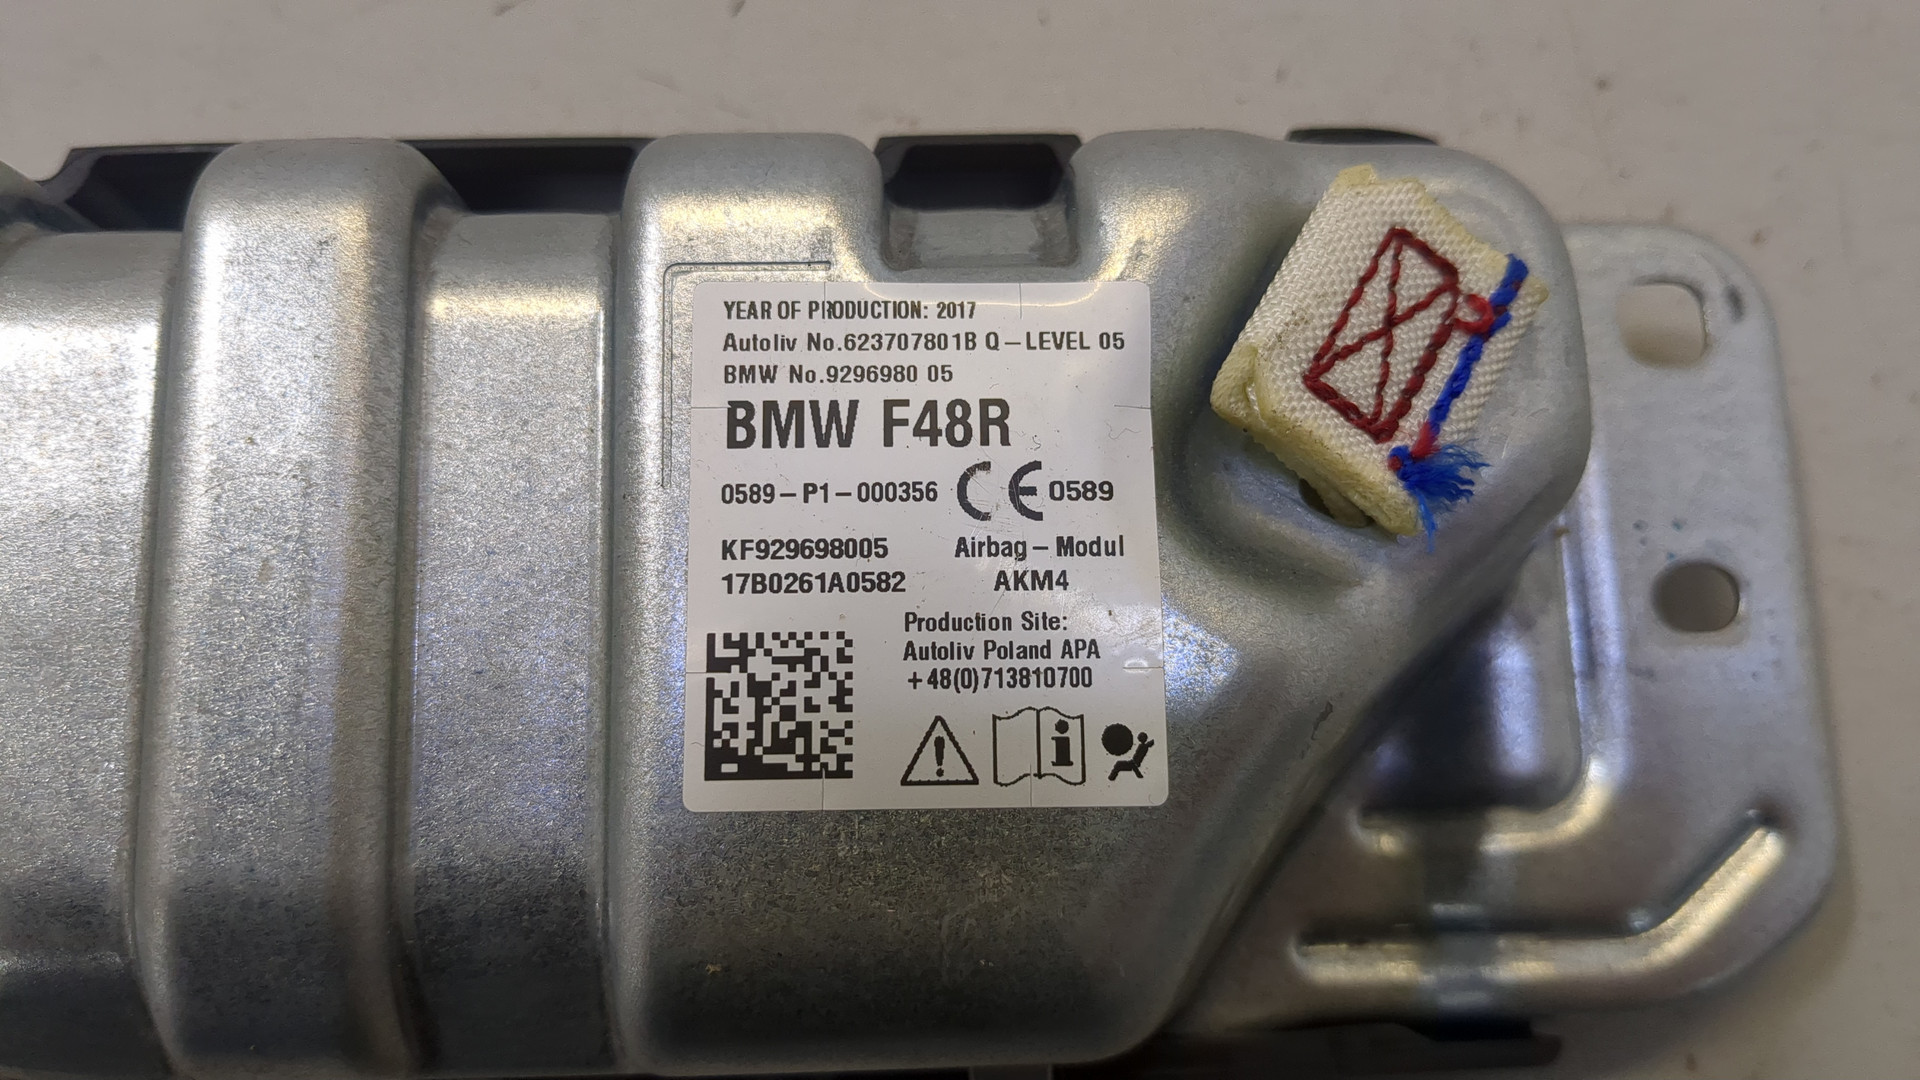 YEAR OF PRODUCTION: 2017
Autoliv No.623707801B Q-LEVEL 05
BMW No.9296980 05
BMW F48R
0589-P1-000356 CE 0589
KF929698005 Airbag-Modul
17B0261A0582 AKM4
Production Site:
Autoliv Poland APA
+48(0)713810700